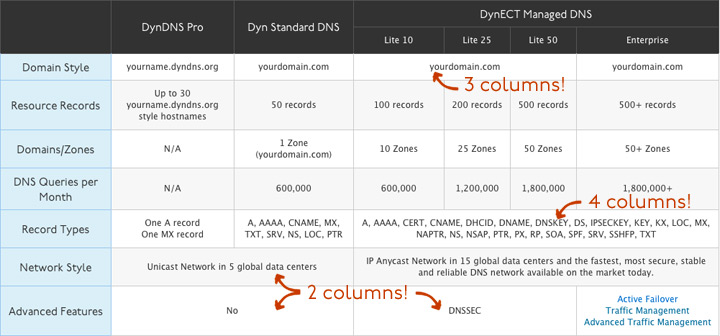 DynDNS Pro
Dyn Standard DNS
DynECT Managed DNS
Lite 10
Lite 25
Lite 50
Enterprise
Domain Style
yourname.dyndns.org
yourdomain.com
yourdomain.com
yourdomain.com
3 columns!
Resource Records
Up to 30
yourname.dyndns.org
style hostnames
50 records
100 records
200 records
500 records
500+ records
Domains/Zones
N/A
1 Zone
(yourdomain.com)
10 Zones
25 Zones
50 Zones
50+ Zones
DNS Queries per
Month
N/A
600,000
600,000
1,200,000
1,800,000
1,800,000+
4 columns!
Record Types
One A record
One MX record
A, AAAA, CNAME, MX,
TXT, SRV, NS, LOC, PTR
A, AAAA, CERT, CNAME, DHCID, DNAME, DNSKEY, DS, IPSECKEY, KEY, KX, LOC, MX,
NAPTR, NS, NSAP, PTR, PX, RP, SOA, SPF, SRV, SSHFP, TXT
Network Style
Unicast Network in 5 global data centers
IP Anycast Network in 15 global data centers and the fastest, most secure, stable
and reliable DNS network available on the market today.
2 columns!
Advanced Features
No
DNSSEC
Active Failover
Traffic Management
Advanced Traffic Management